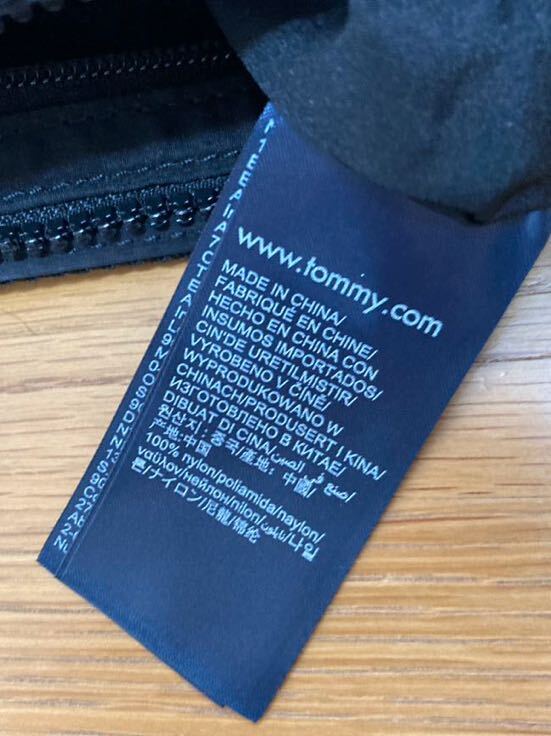 www.tommy.com
MADE IN CHINA/
FABRIQUÉ EN CHINE/
HECHO EN CHINA CON
INSUMOS IMPORTADOS/
CIN'DE URETILMISTIR/
VYROBENO V CINĚ/
WYPRODUKOWANO W
CHINACH/PRODUSERT I KINA/
ИЗГОТОВЛЕНО В КИТАЕ/
DIBUAT DI CINA/صنع في الصين/
원산지 : 중국/產地: 中國/
产地: 中国
100% nylon/poliamida/naylon/
ναϋλον/нейлон/nilon/نايلون/나일
론/ナイロン/尼龍/锦纶